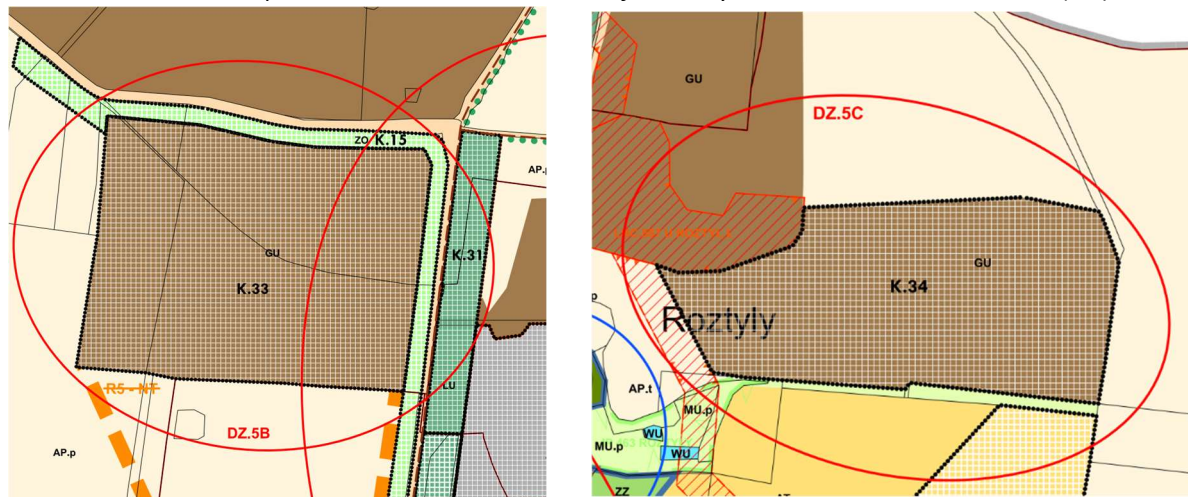 ZO K.15
AP.p
GU
K.33
K.31
LU
R5 - NT
DZ.5B
AP.p
GU
DZ.5C
GU
K.34
Roztyly
p
AP.t
MU.p
WU
WU
MU.p
ZZ